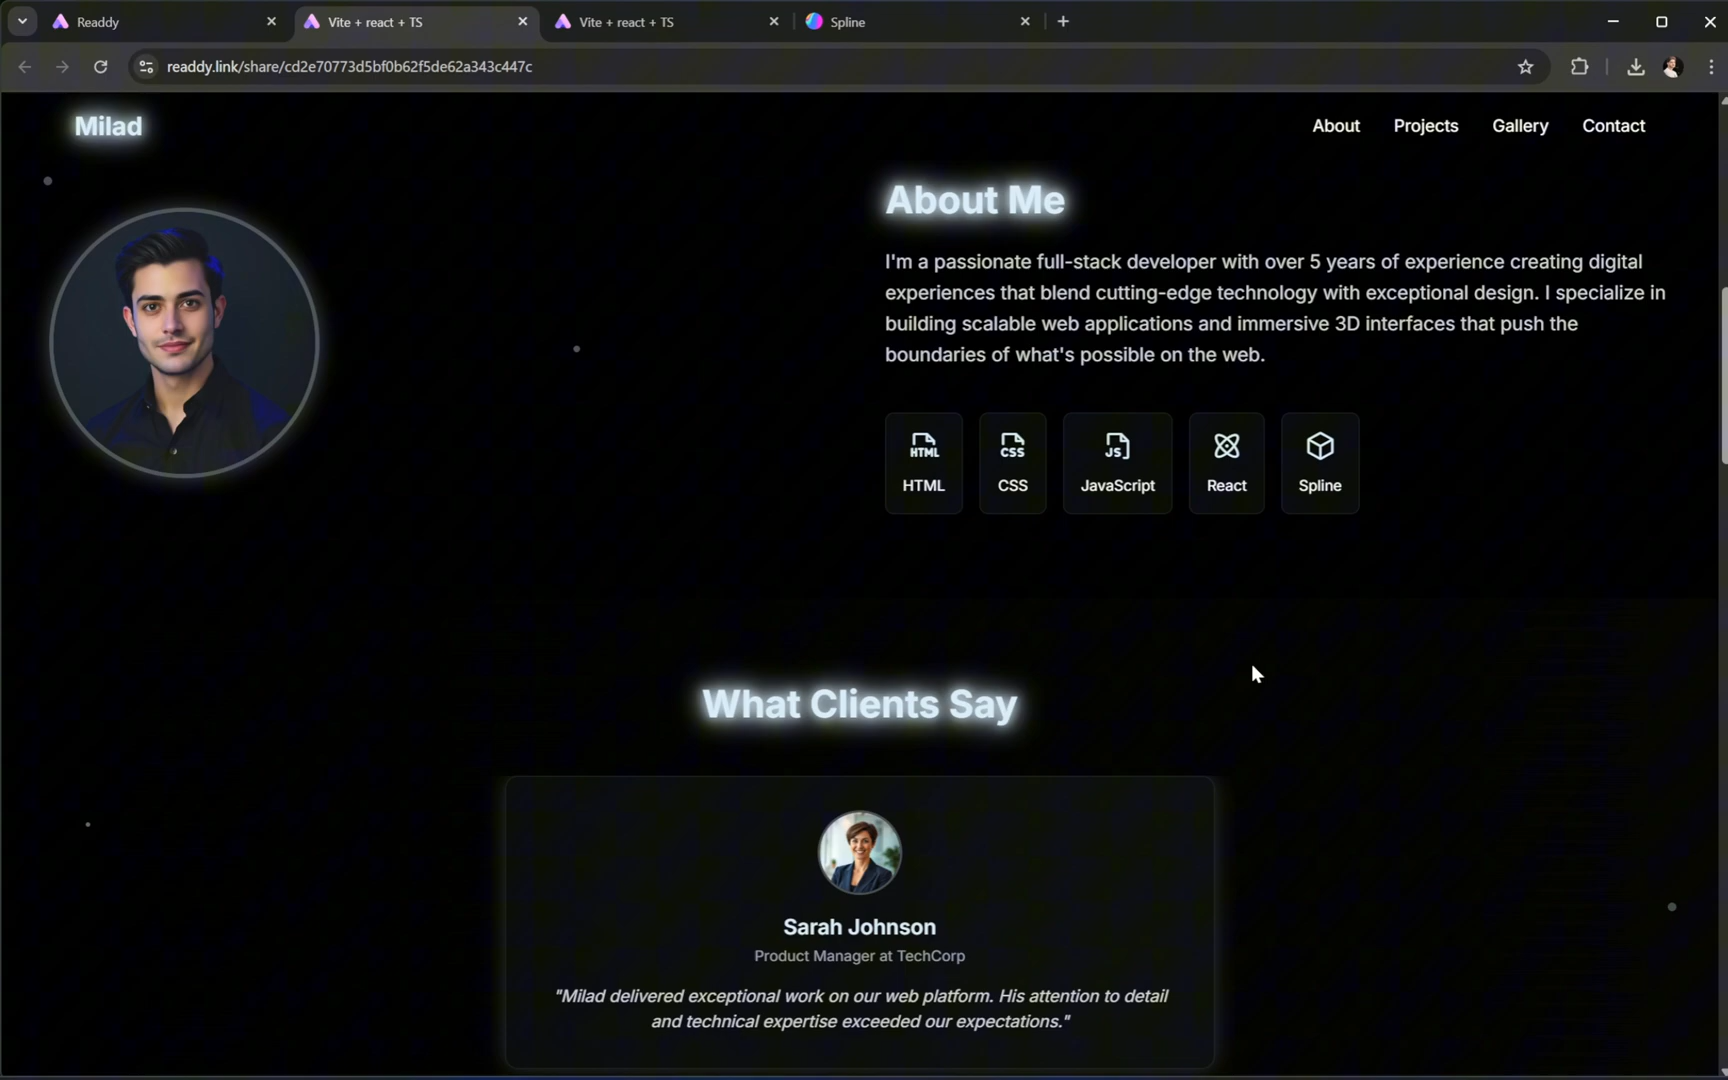 Readdy
Vite + react + TS
Vite + react + TS
Spline
readdy.link/share/cd2e70773d5bf0b62f5de62a343c447c
Milad
About
Projects
Gallery
Contact
About Me
I'm a passionate full-stack developer with over 5 years of experience creating digital
experiences that blend cutting-edge technology with exceptional design. I specialize in
building scalable web applications and immersive 3D interfaces that push the
boundaries of what's possible on the web.
HTML
CSS
JS
HTML
CSS
JavaScript
React
Spline
What Clients Say
Sarah Johnson
Product Manager at TechCorp
"Milad delivered exceptional work on our web platform. His attention to detail
and technical expertise exceeded our expectations."